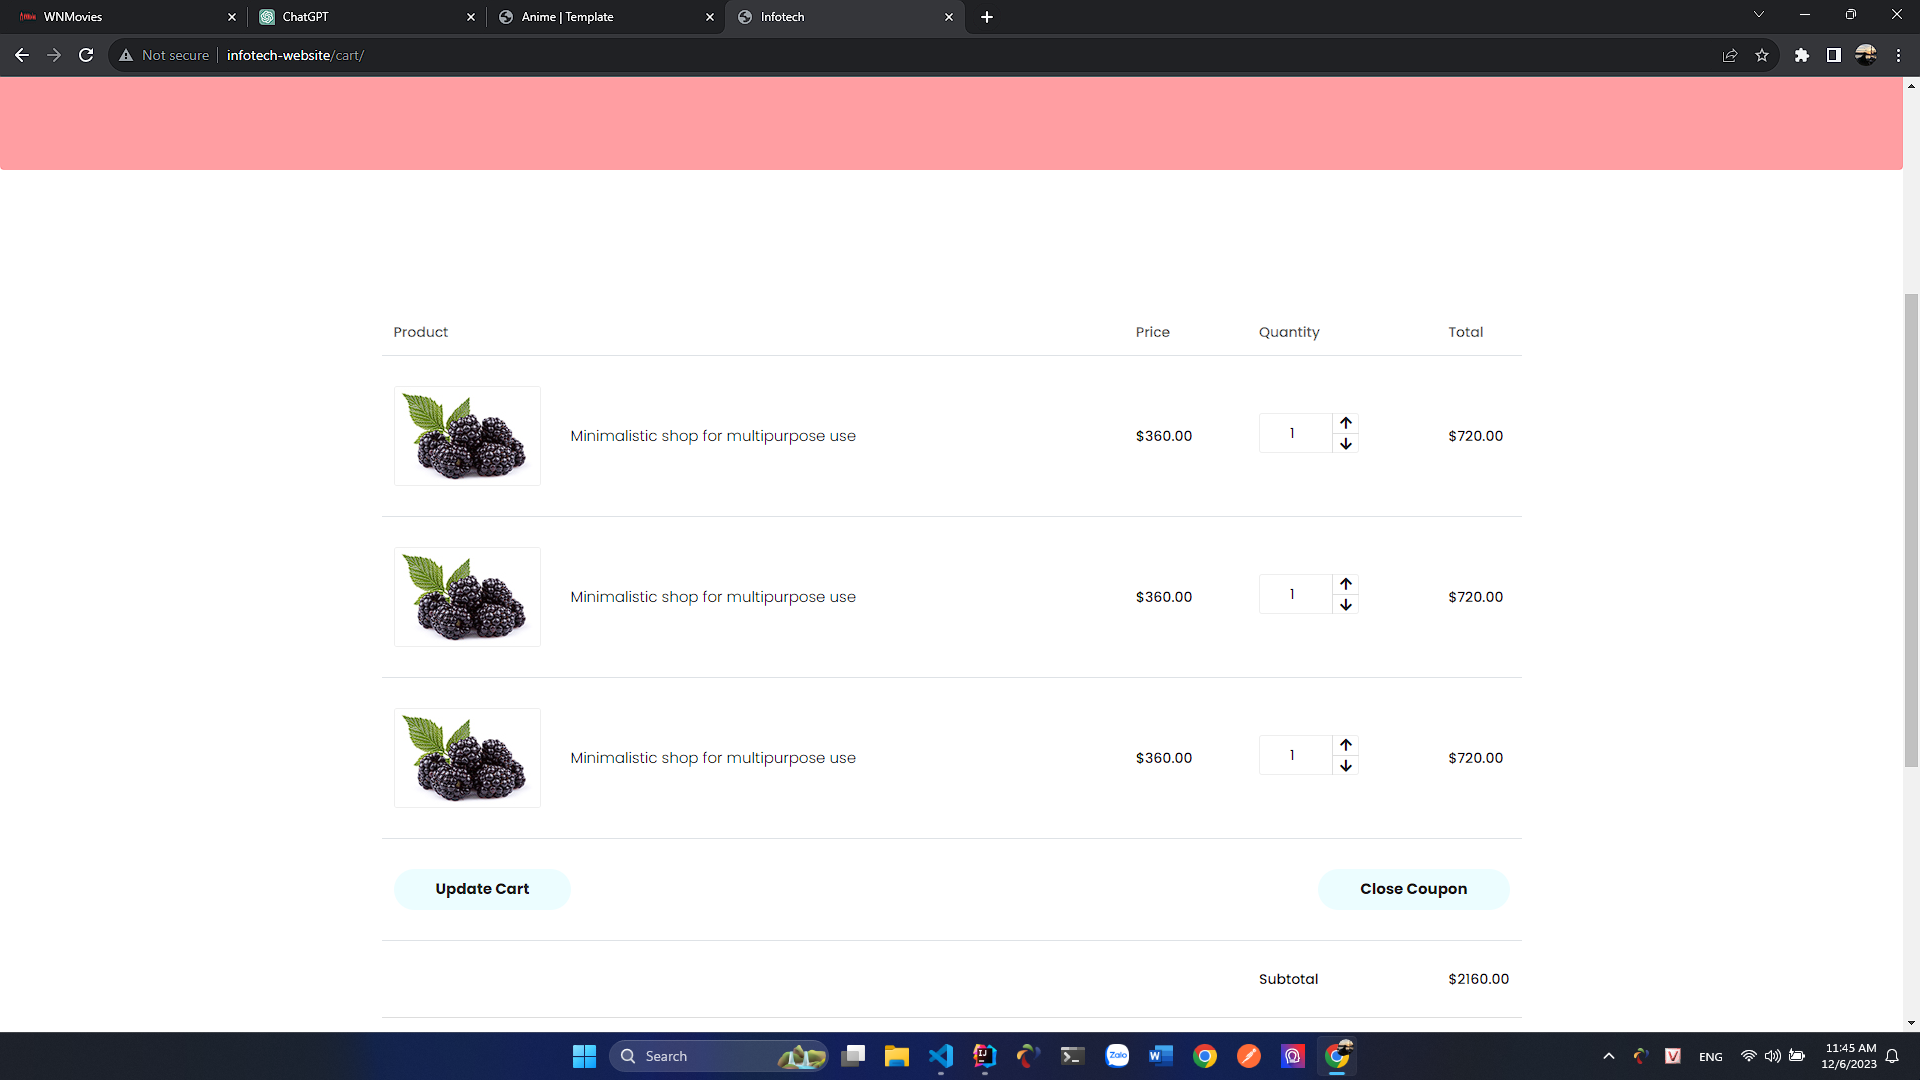 WNMovies
ChatGPT
Anime | Template
Infotech
Not secure
infotech-website/cart/
Product Price Quantity Total
Minimalistic shop for multipurpose use $360.00 1 $720.00
Minimalistic shop for multipurpose use $360.00 1 $720.00
Minimalistic shop for multipurpose use $360.00 1 $720.00
Update Cart Close Coupon
Subtotal $2160.00
Search
Zalo
W
V
ENG
11:45 AM
12/6/2023